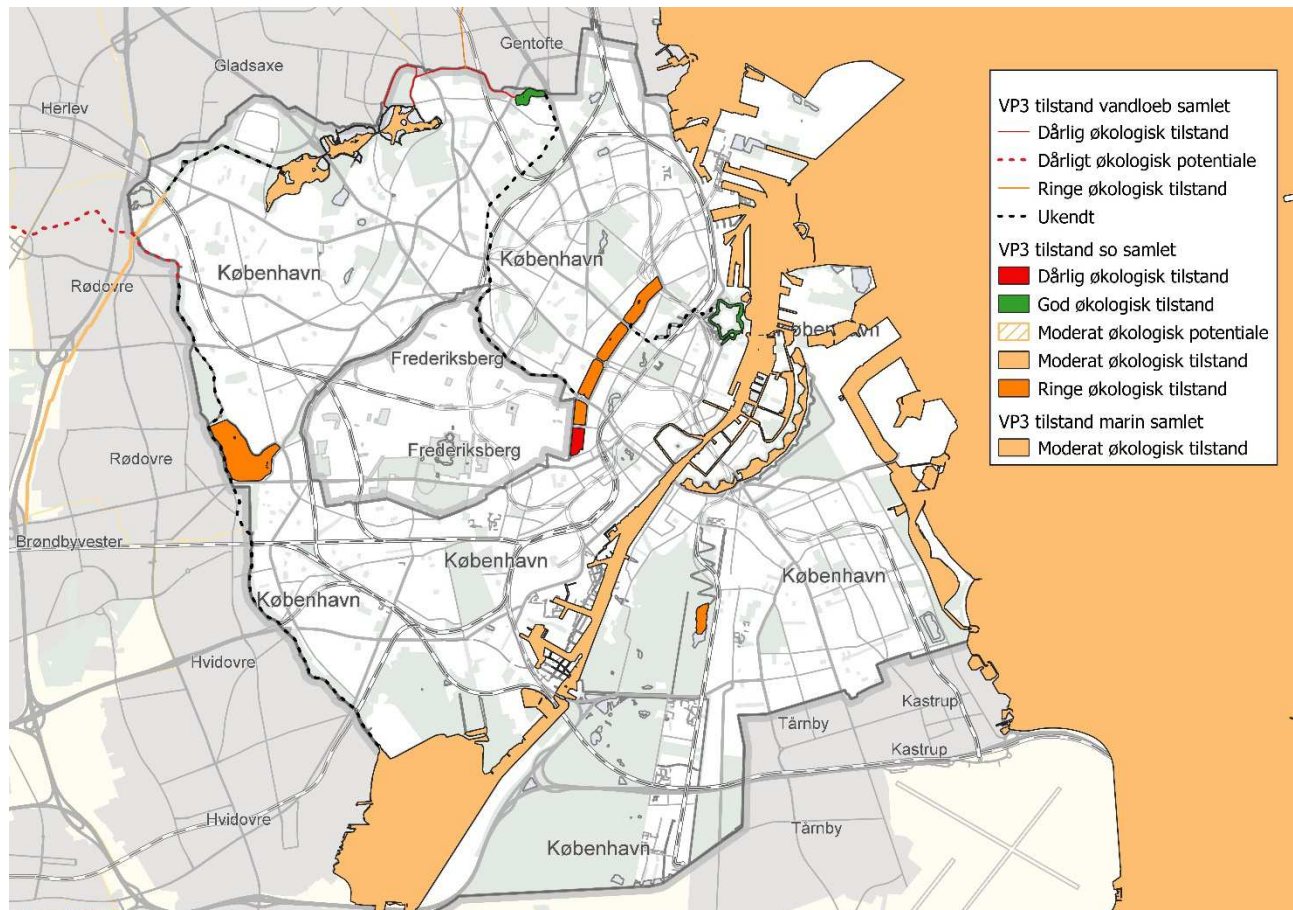 Gentofte
Gladsaxe
Herlev
København
København
Rødovre
København
Frederiksberg
Frederiksberg
Rødovre
Brøndbyvester
København
København
København
Hvidovre
Kastrup
Tårnby
Kastrup
Hvidovre
Tårnby
København
VP3 tilstand vandloeb samlet
Dårlig økologisk tilstand
Dårligt økologisk potentiale
Ringe økologisk tilstand
Ukendt
VP3 tilstand so samlet
Dårlig økologisk tilstand
God økologisk tilstand
Moderat økologisk potentiale
Moderat økologisk tilstand
Ringe økologisk tilstand
VP3 tilstand marin samlet
Moderat økologisk tilstand